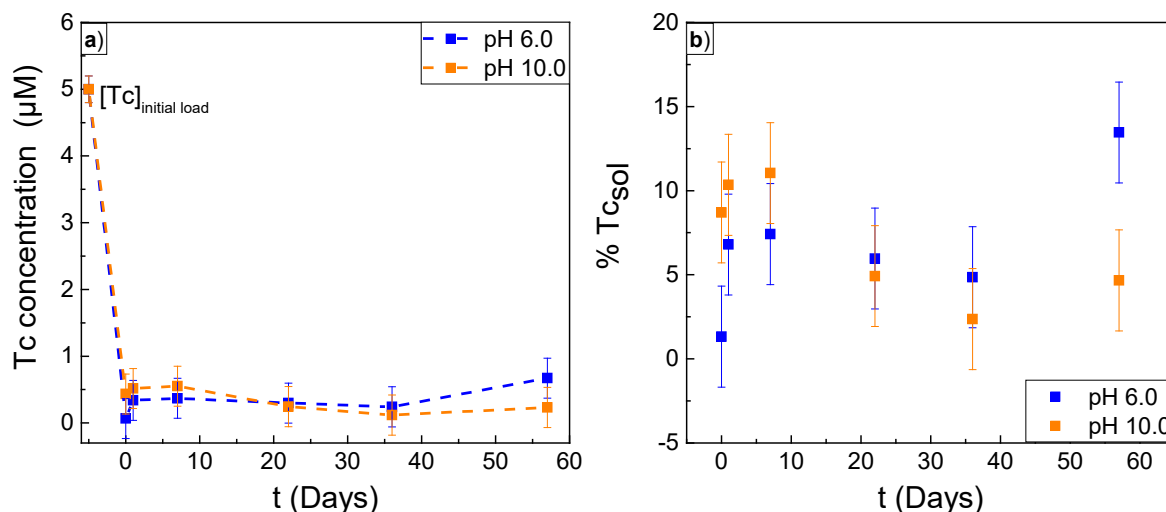 a)
pH 6.0
pH 10.0
[Tc]initial load
Tc concentration (µM)
6
5
4
3
2
1
0
0 10 20 30 40 50 60
t (Days)
b)
% Tcsol
20
15
10
5
0
-5
0 10 20 30 40 50 60
t (Days)
pH 6.0
pH 10.0